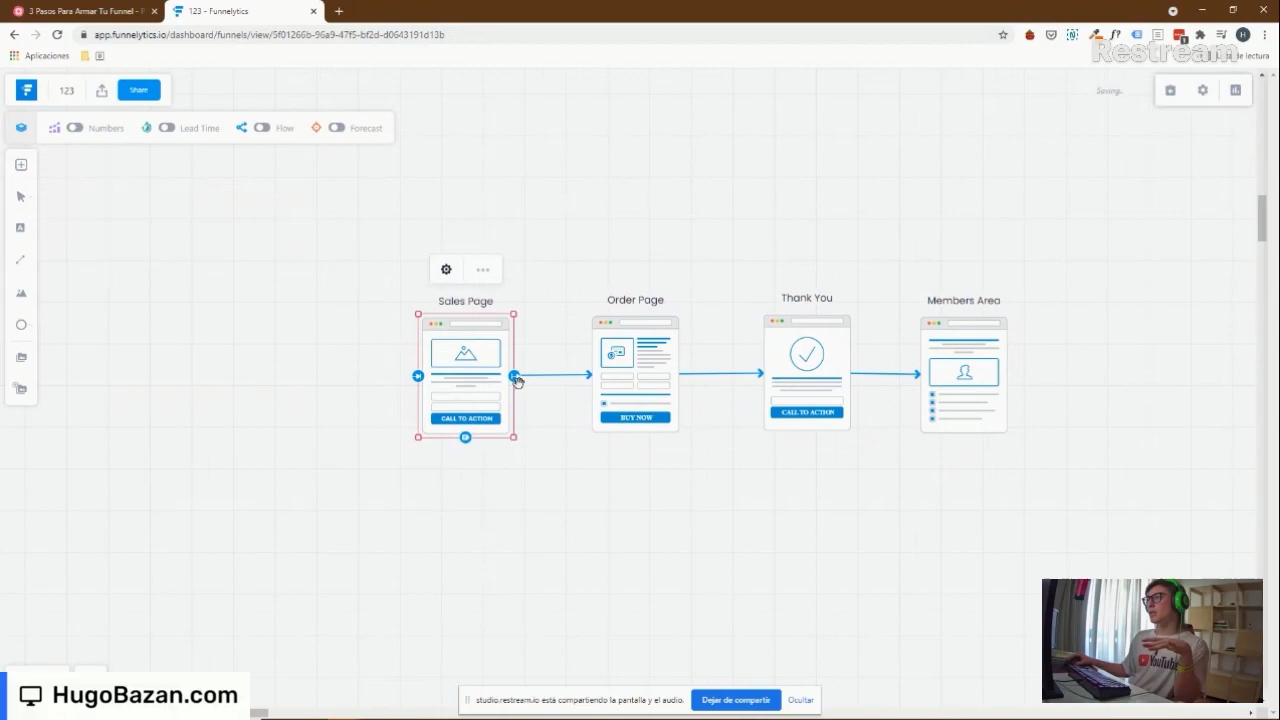 3 Pasos Para Armar Tu Funnel - F
123 - Funnelytics
app.funnelytics.io/dashboard/funnels/view/5f01266b-96a9-47f5-bf2d-d0643191d13b
Aplicaciones
de lectura
Restream
123
Share
Saving.
Numbers
Lead Time
Flow
Forecast
Sales Page
Order Page
Thank You
Members Area
CALL TO ACTION
BUY NOW
CALL TO ACTION
YouTube
HugoBazan.com
studio.restream.io está compartiendo la pantalla y el audio.
Dejar de compartir
Ocultar